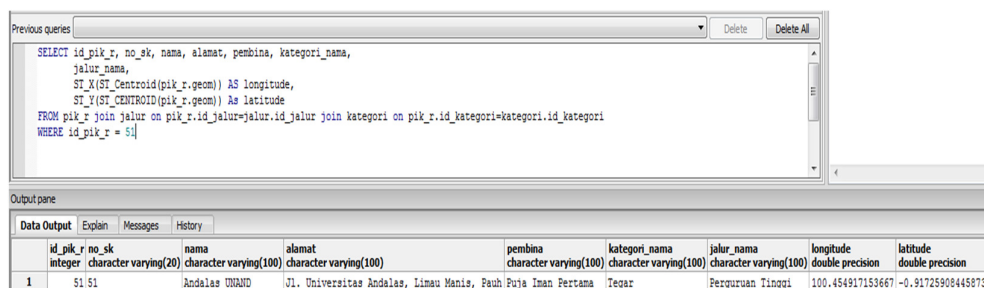 Previous queries Delete Delete All
SELECT id_pik_r, no_sk, nama, alamat, pembina, kategori_nama,
jalur_nama,
ST_X(ST_Centroid(pik_r.geom)) AS longitude,
ST_Y(ST_CENTROID(pik_r.geom)) As latitude
FROM pik_r join jalur on pik_r.id_jalur=jalur.id_jalur join kategori on pik_r.id_kategori=kategori.id_kategori
WHERE id_pik_r = 51
Output pane
Data Output Explain Messages History
id_pik_r no_sk nama alamat pembina kategori_nama jalur_nama longitude latitude
integer character varying(20) character varying(100) character varying(100) character varying(100) character varying(100) character varying(100) double precision double precision
1 51 51 Andalas UNAND Jl. Universitas Andalas, Limau Manis, Pauh Puja Iman Pertama Tegar Perguruan Tinggi 100.454917153667 -0.91725908445873